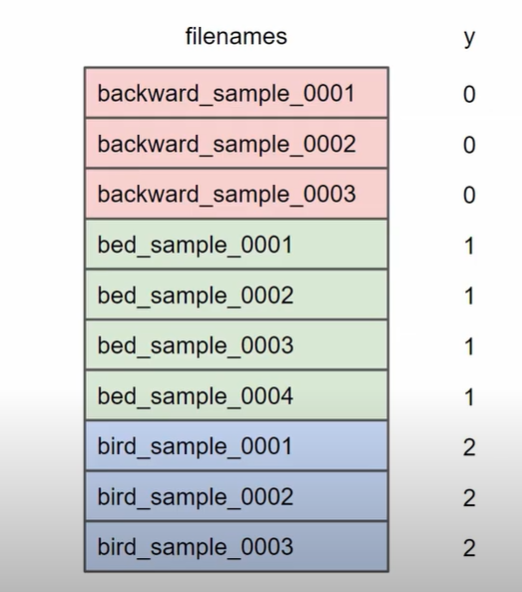 filenames y
backward_sample_0001 0
backward_sample_0002 0
backward_sample_0003 0
bed_sample_0001 1
bed_sample_0002 1
bed_sample_0003 1
bed_sample_0004 1
bird_sample_0001 2
bird_sample_0002 2
bird_sample_0003 2